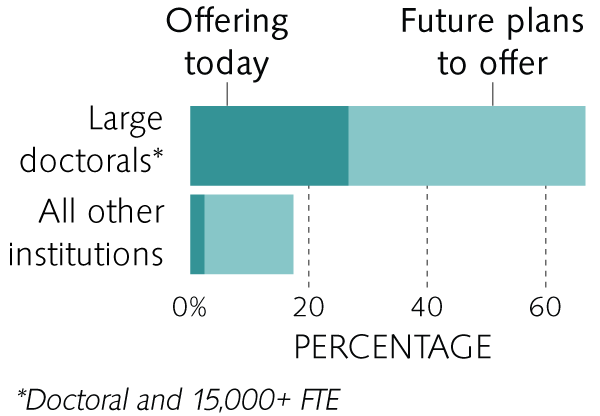 Offering
today
Future plans
to offer
Large
doctorals*
All other
institutions
0% 20 40 60
PERCENTAGE
*Doctoral and 15,000+ FTE